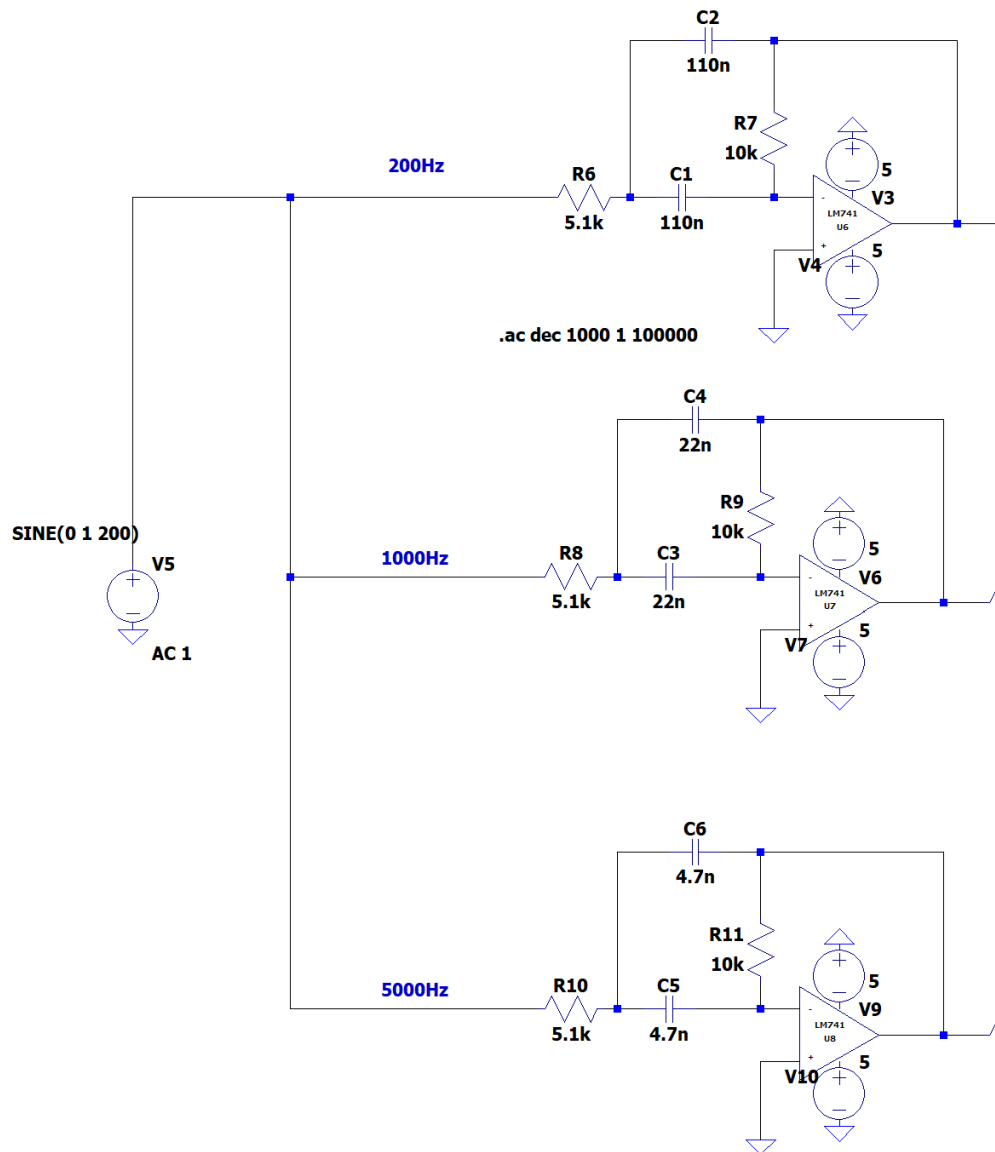 C2
110n
R7
10k
200Hz
R6
5.1k
C1
110n
-
LM741
U6
+
+
-
5
V3
V4
5
+
-
.ac dec 1000 1 100000
C4
22n
R9
10k
SINE(0 1 200)
V5
+
-
AC 1
1000Hz
R8
5.1k
C3
22n
-
LM741
U7
+
+
-
5
V6
V7
5
+
-
C6
4.7n
R11
10k
5000Hz
R10
5.1k
C5
4.7n
-
LM741
U8
+
+
-
5
V9
V10
5
+
-